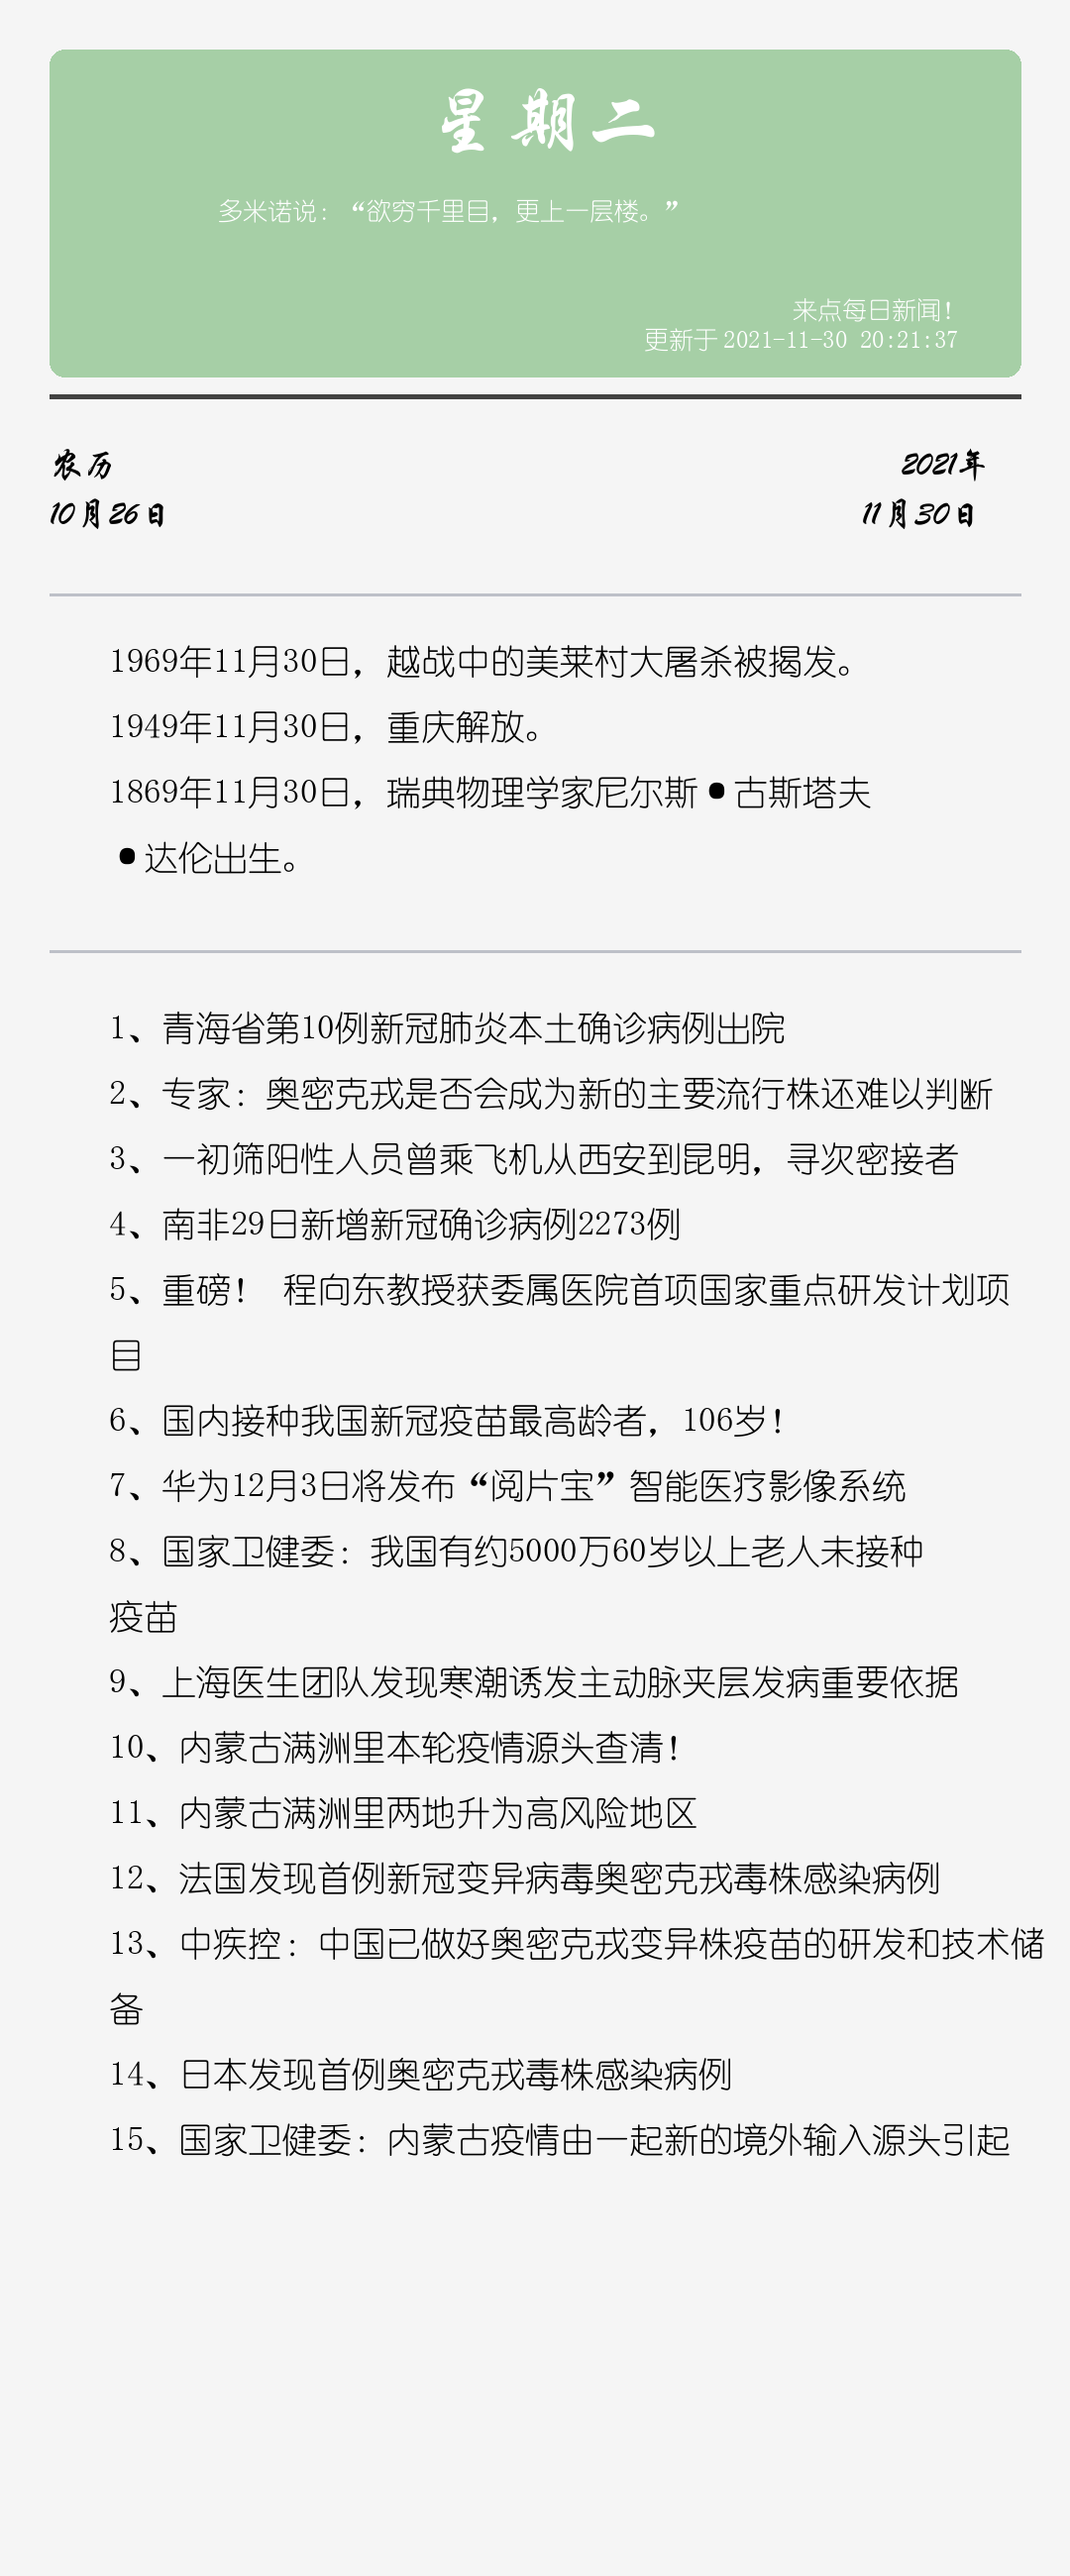 星期二
多米诺说：“欲穷千里目，更上一层楼。”
来点每日新闻！
更新于 2021-11-30 20:21:37
农历
2021年
10月26日
11月30日
1969年11月30日，越战中的美莱村大屠杀被揭发。
1949年11月30日，重庆解放。
1869年11月30日，瑞典物理学家尼尔斯•古斯塔夫
•达伦出生。
1、青海省第10例新冠肺炎本土确诊病例出院
2、专家：奥密克戎是否会成为新的主要流行株还难以判断
3、一初筛阳性人员曾乘飞机从西安到昆明，寻次密接者
4、南非29日新增新冠确诊病例2273例
5、重磅！ 程向东教授获委属医院首项国家重点研发计划项
目
6、国内接种我国新冠疫苗最高龄者，106岁！
7、华为12月3日将发布“阅片宝”智能医疗影像系统
8、国家卫健委：我国有约5000万60岁以上老人未接种
疫苗
9、上海医生团队发现寒潮诱发主动脉夹层发病重要依据
10、内蒙古满洲里本轮疫情源头查清！
11、内蒙古满洲里两地升为高风险地区
12、法国发现首例新冠变异病毒奥密克戎毒株感染病例
13、中疾控：中国已做好奥密克戎变异株疫苗的研发和技术储
备
14、日本发现首例奥密克戎毒株感染病例
15、国家卫健委：内蒙古疫情由一起新的境外输入源头引起